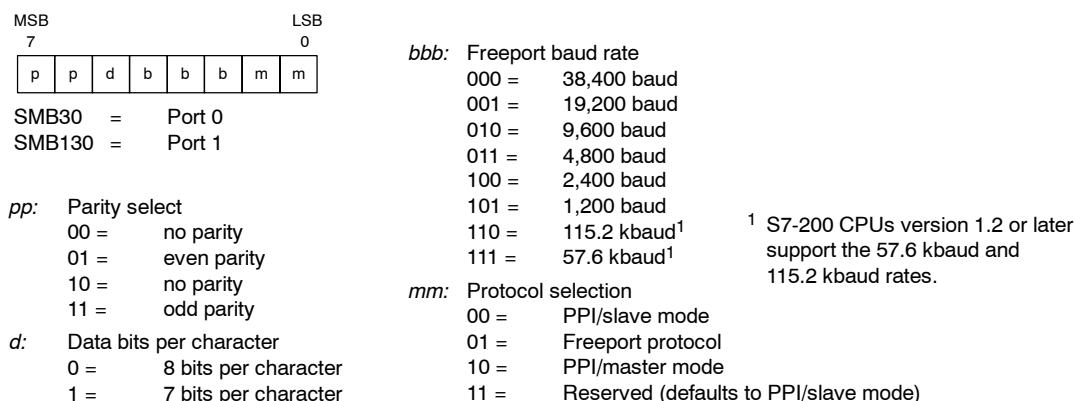 MSB LSB
7 0
p p d b b b m m
SMB30 = Port 0
SMB130 = Port 1
pp: Parity select
00 = no parity
01 = even parity
10 = no parity
11 = odd parity
d: Data bits per character
0 = 8 bits per character
1 = 7 bits per character
bbb: Freeport baud rate
000 = 38,400 baud
001 = 19,200 baud
010 = 9,600 baud
011 = 4,800 baud
100 = 2,400 baud
101 = 1,200 baud
110 = 115.2 kbaud1
111 = 57.6 kbaud1
mm: Protocol selection
00 = PPI/slave mode
01 = Freeport protocol
10 = PPI/master mode
11 = Reserved (defaults to PPI/slave mode)
1 S7-200 CPUs version 1.2 or later
support the 57.6 kbaud and
115.2 kbaud rates.